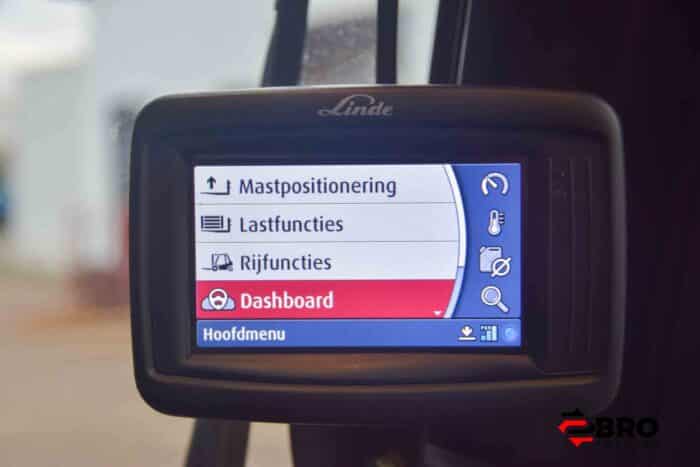 Linde
Mastpositionering
Lastfuncties
Rijfuncties
Dashboard
Hoofdmenu
BRO